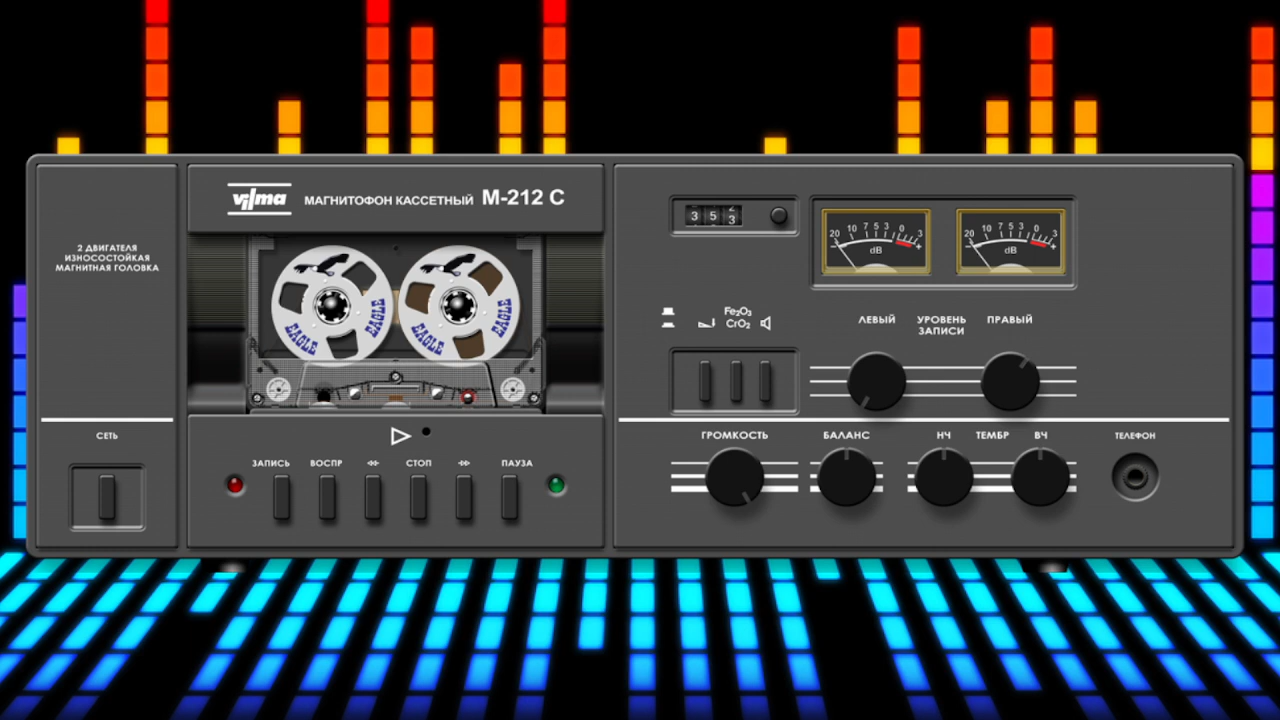 vilma МАГНИТОФОН КАССЕТНЫЙ М-212 С
2 ДВИГАТЕЛЯ
ИЗНОСОСТОЙКАЯ
МАГНИТНАЯ ГОЛОВКА
EAGLE EAGLE EAGLE EAGLE
3 5 2
3
20 10 7 5 3 0 3
- +
dB
20 10 7 5 3 0 3
- +
dB
Fe₂O₃
CrO₂
ЛЕВЫЙ УРОВЕНЬ ПРАВЫЙ
ЗАПИСИ
СЕТЬ
ГРОМКОСТЬ БАЛАНС НЧ ТЕМБР ВЧ ТЕЛЕФОН
ЗАПИСЬ ВОСПР СТОП ПАУЗА